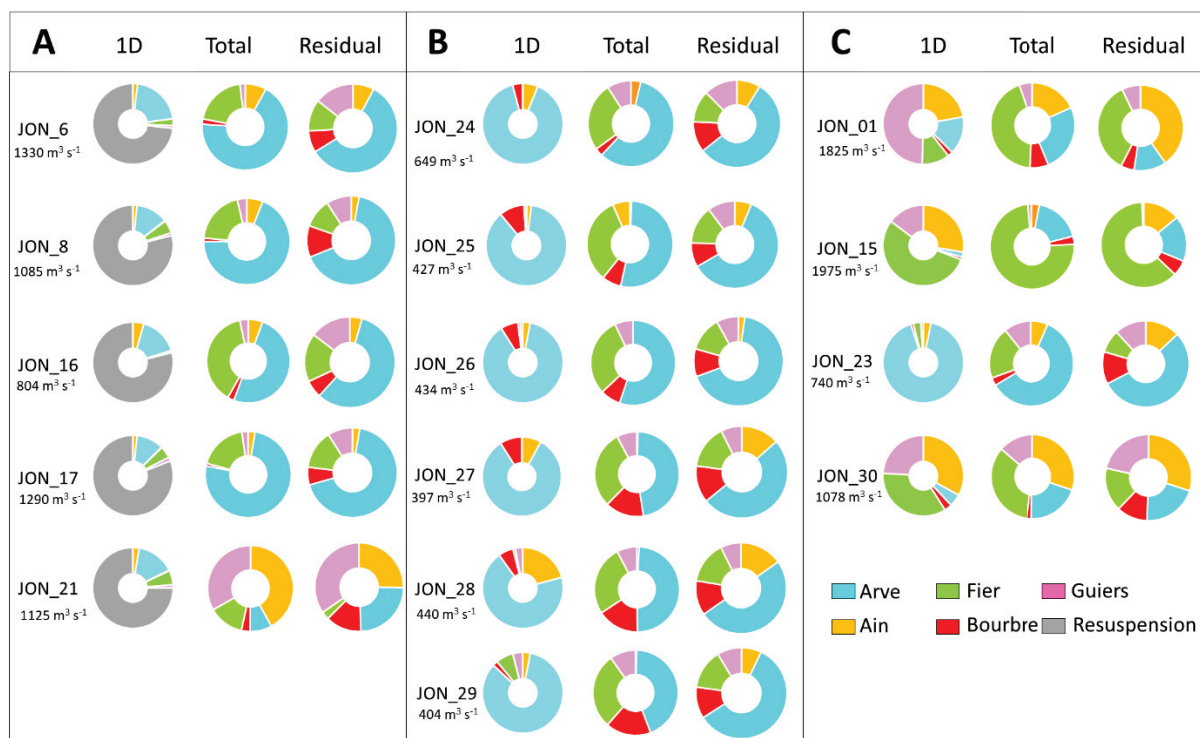 A 1D Total Residual
JON_6
1330 m³ s⁻¹
JON_8
1085 m³ s⁻¹
JON_16
804 m³ s⁻¹
JON_17
1290 m³ s⁻¹
JON_21
1125 m³ s⁻¹
B 1D Total Residual
JON_24
649 m³ s⁻¹
JON_25
427 m³ s⁻¹
JON_26
434 m³ s⁻¹
JON_27
397 m³ s⁻¹
JON_28
440 m³ s⁻¹
JON_29
404 m³ s⁻¹
C 1D Total Residual
JON_01
1825 m³ s⁻¹
JON_15
1975 m³ s⁻¹
JON_23
740 m³ s⁻¹
JON_30
1078 m³ s⁻¹
Arve Fier Guiers
Ain Bourbre Resuspension